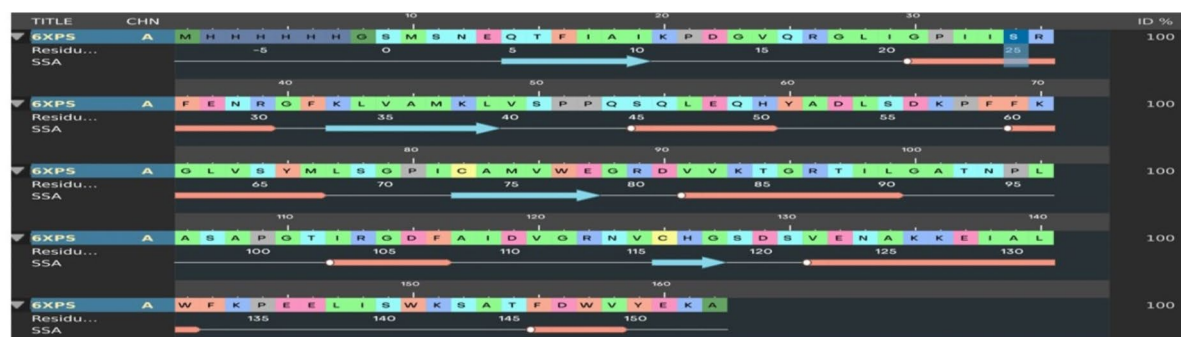 TITLE CHN 10 20 30 ID %
6XPS A M H H H H H H G S M S N E Q T F I A I K P D G V Q R G L I G P I I S R 100
Residu... -5 0 5 10 15 20 25
SSA
40 50 60 70
6XPS A F E N R G F K L V A M K L V S P P Q S Q L E Q H Y A D L S D K P F F K 100
Residu... 30 35 40 45 50 55 60
SSA
80 90 100
6XPS A G L V S Y M L S G P I C A M V W E G R D V V K T G R T I L G A T N P L 100
Residu... 65 70 75 80 85 90 95
SSA
110 120 130 140
6XPS A A S A P G T I R G D F A I D V G R N V C H G S D S V E N A K K E I A L 100
Residu... 100 105 110 115 120 125 130
SSA
150 160
6XPS A W F K P E E L I S W K S A T F D W V Y E K A 100
Residu... 135 140 145 150
SSA